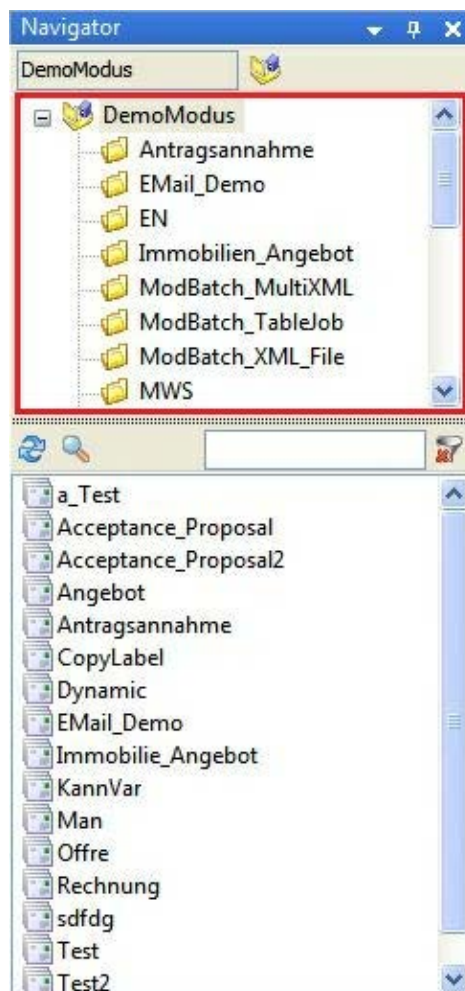 Navigator
DemoModus
DemoModus
Antragsannahme
EMail_Demo
EN
Immobilien_Angebot
ModBatch_MultiXML
ModBatch_TableJob
ModBatch_XML_File
MWS
a_Test
Acceptance_Proposal
Acceptance_Proposal2
Angebot
Antragsannahme
CopyLabel
Dynamic
EMail_Demo
Immobilie_Angebot
KannVar
Man
Offre
Rechnung
sdfdg
Test
Test2